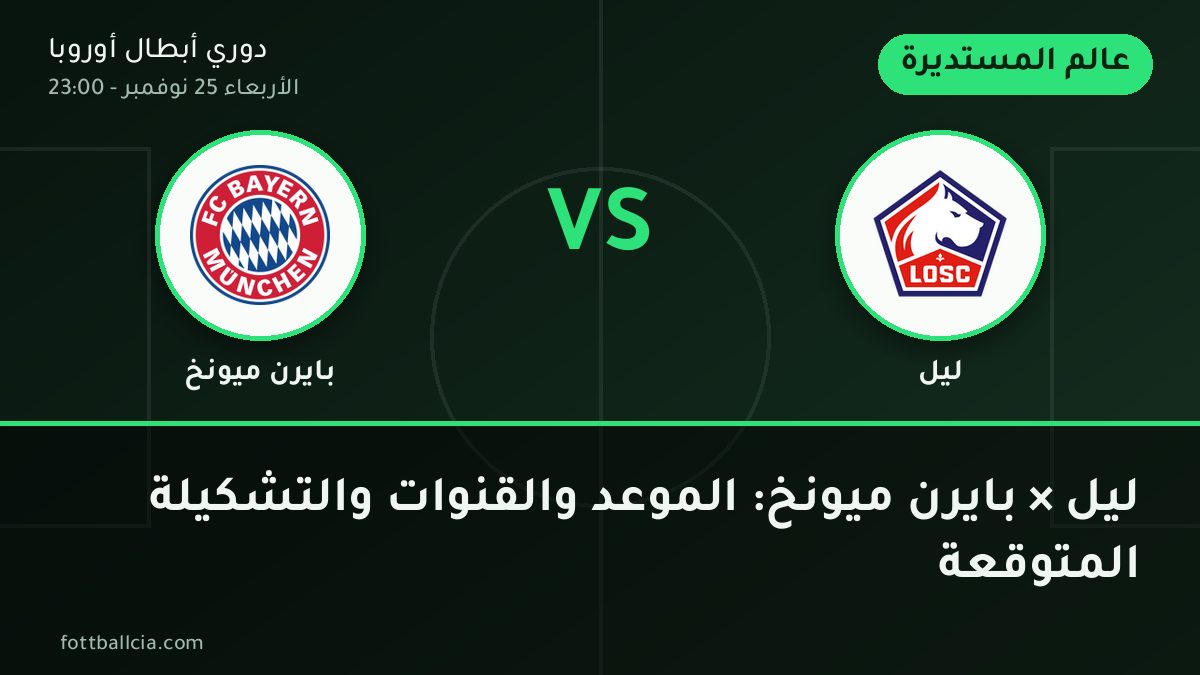 عالم المستديرة
دوري أبطال أوروبا
الأربعاء 25 نوفمبر - 23:00
FC BAYERN
MÜNCHEN
VS
LOSC
ليل
بايرن ميونخ
ليل × بايرن ميونخ: الموعد والقنوات والتشكيلة
المتوقعة
fottballcia.com